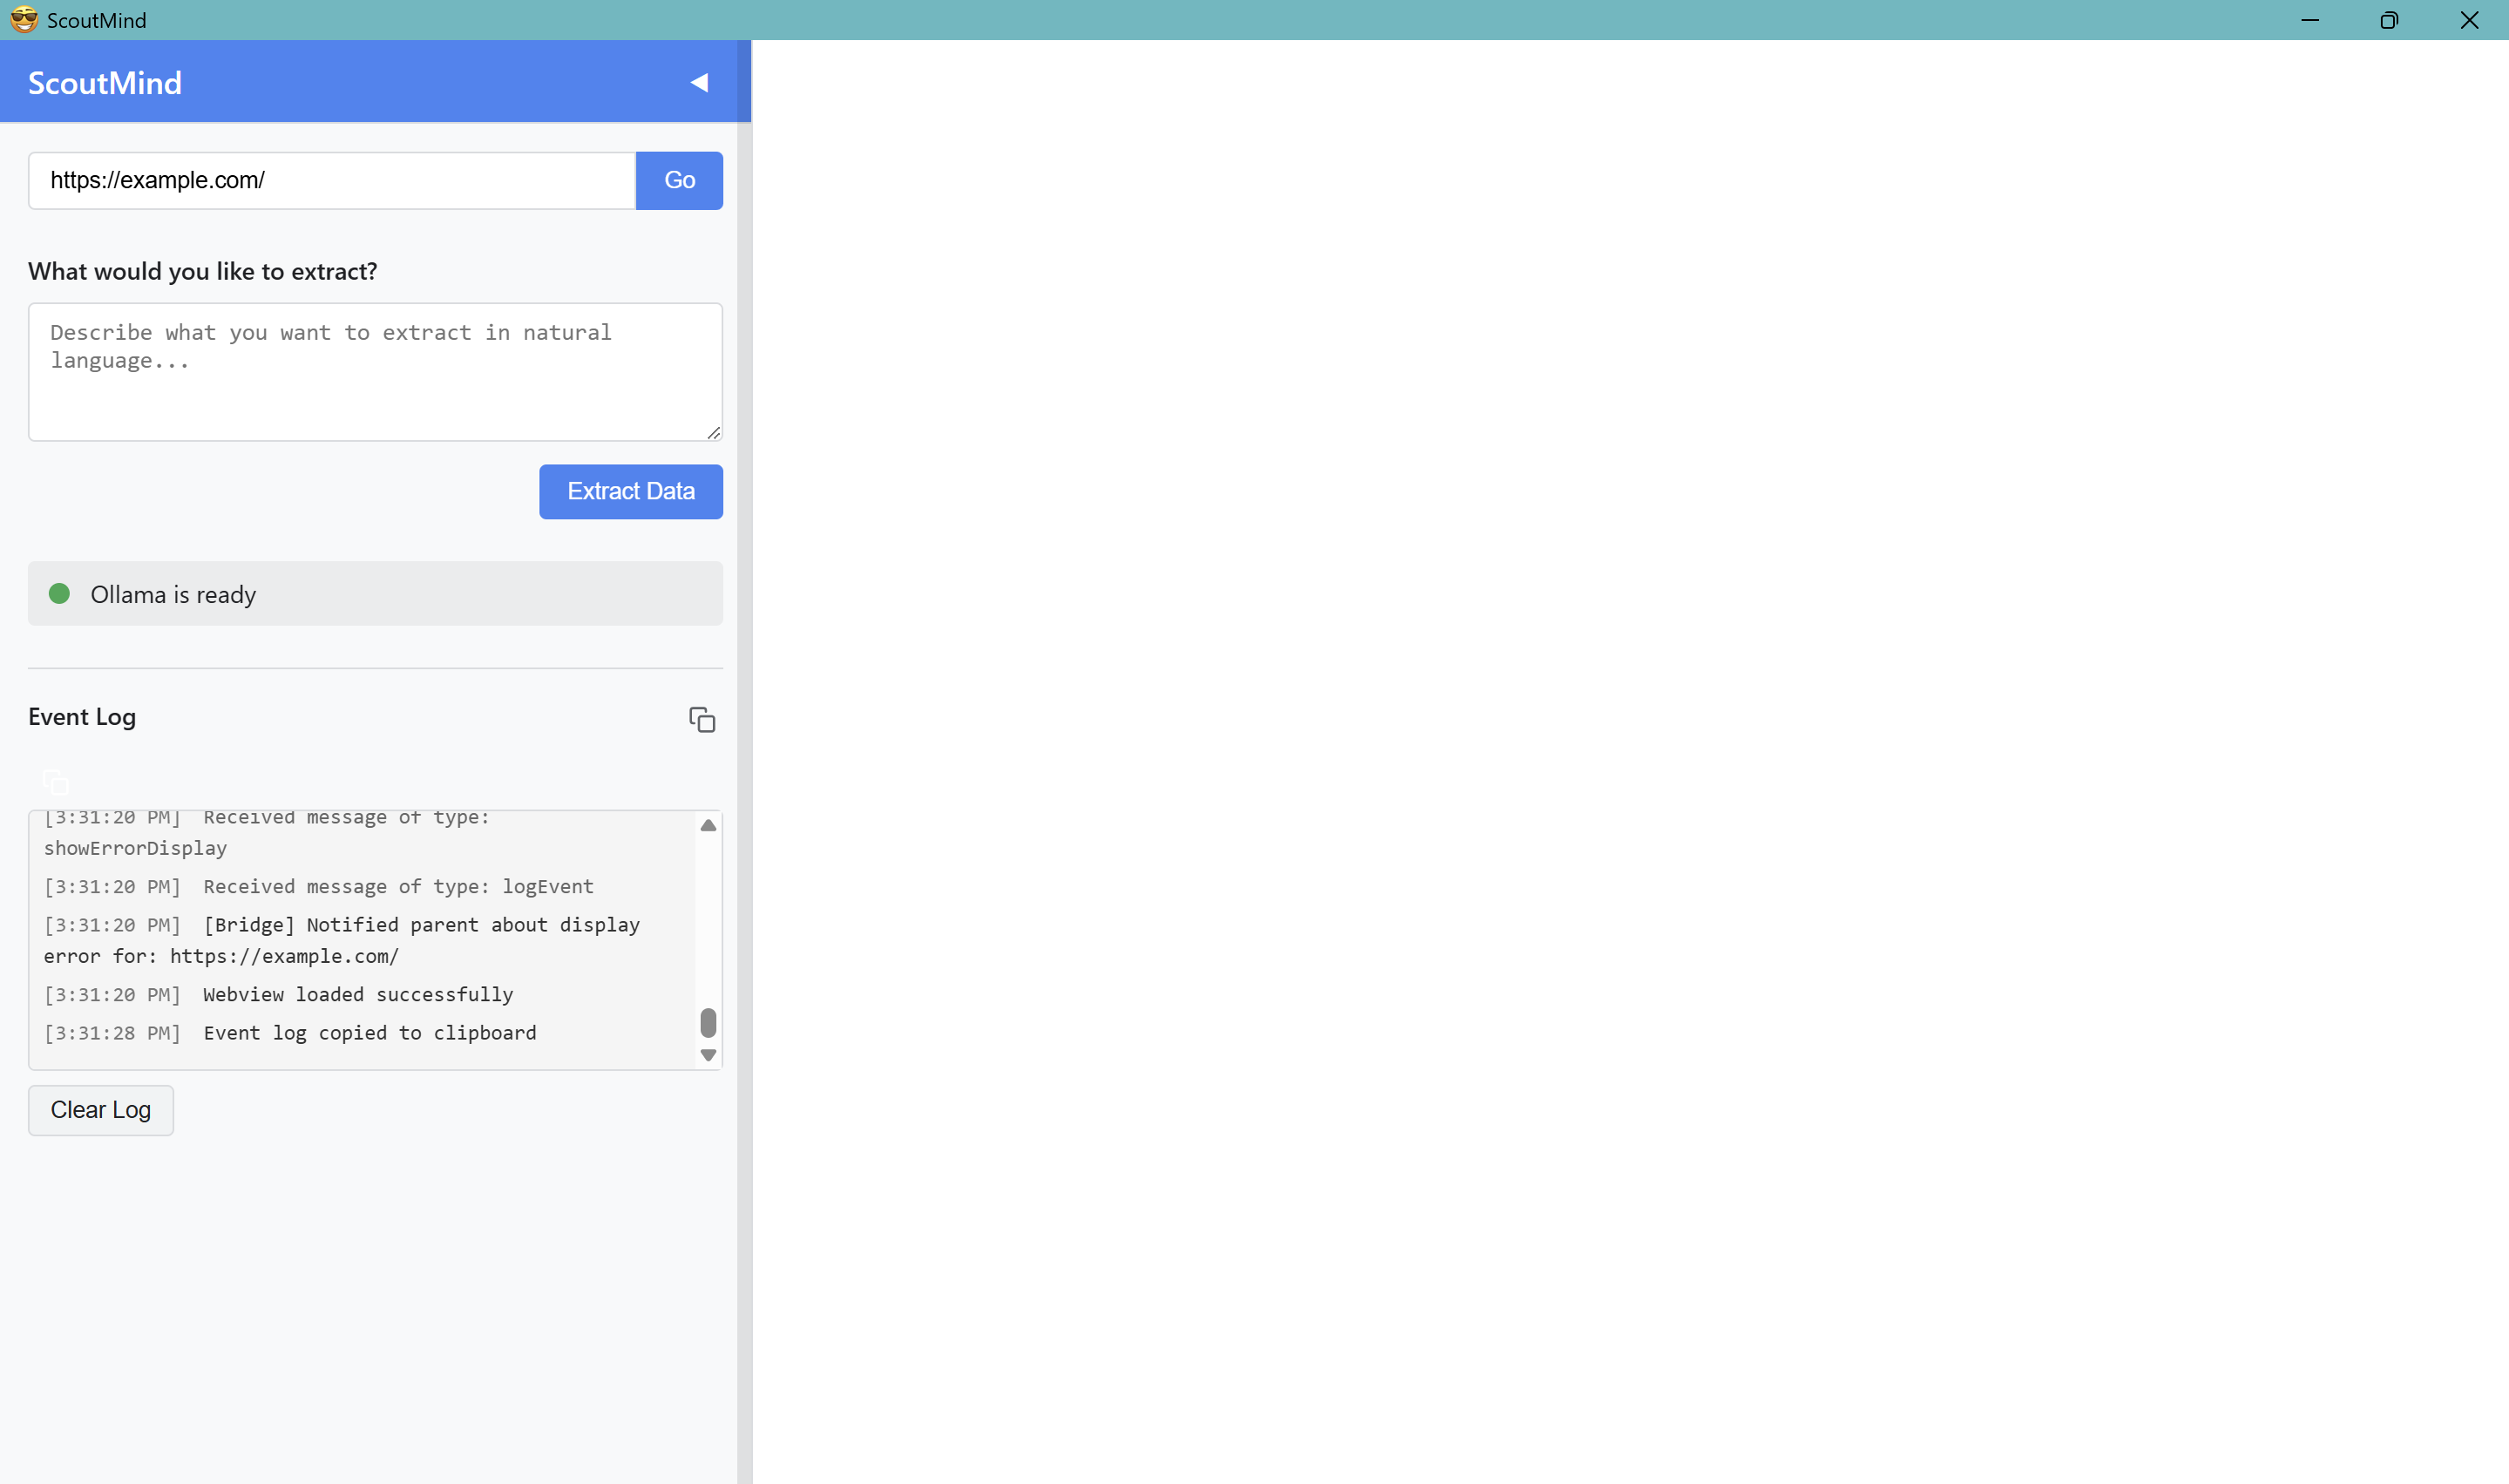 ScoutMind
ScoutMind
https://example.com/
Go
What would you like to extract?
Describe what you want to extract in natural
language...
Extract Data
Ollama is ready
Event Log
[3:31:20 PM] Received message of type:
showErrorDisplay
[3:31:20 PM] Received message of type: logEvent
[3:31:20 PM] [Bridge] Notified parent about display
error for: https://example.com/
[3:31:20 PM] Webview loaded successfully
[3:31:28 PM] Event log copied to clipboard
Clear Log